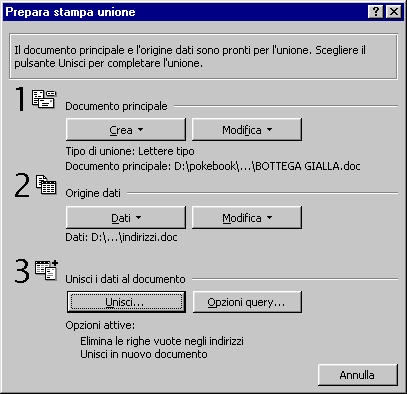 Prepara stampa unione
Il documento principale e l'origine dati sono pronti per l'unione. Scegliere il
pulsante Unisci per completare l'unione.
1 Documento principale
Crea Modifica
Tipo di unione: Lettere tipo
Documento principale: D:\pokebook\...\BOTTEGA GIALLA.doc
2 Origine dati
Dati Modifica
Dati: D:\...\indirizzi.doc
3 Unisci i dati al documento
Unisci... Opzioni query...
Opzioni attive:
Elimina le righe vuote negli indirizzi
Unisci in nuovo documento
Annulla